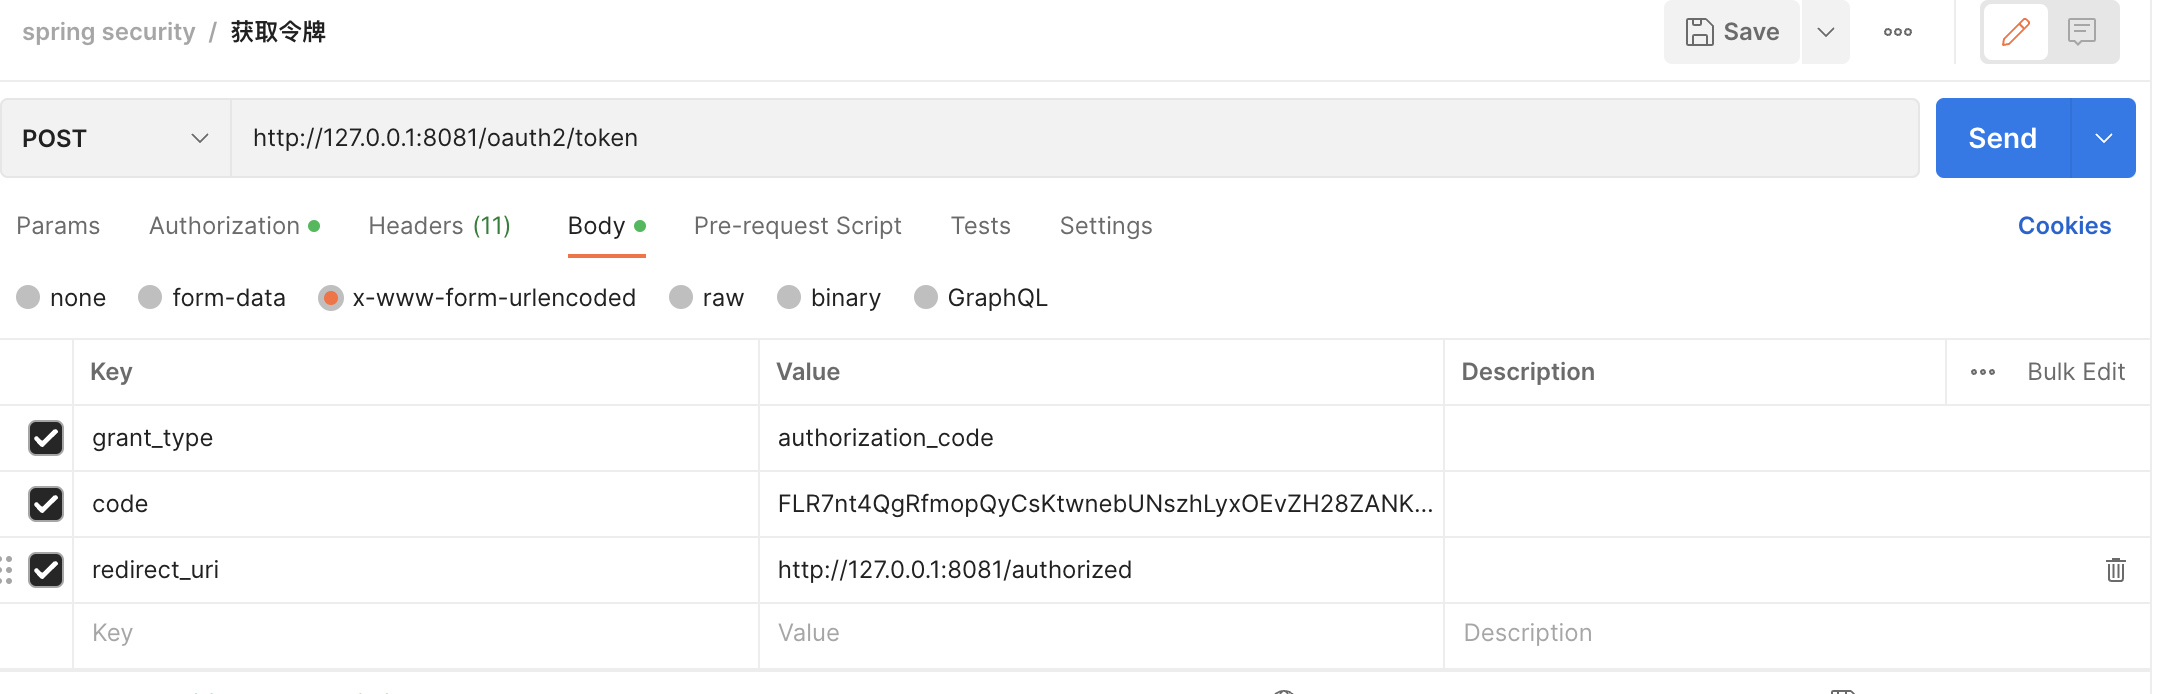 spring security / 获取令牌 Save
POST http://127.0.0.1:8081/oauth2/token Send
Params Authorization Headers (11) Body Pre-request Script Tests Settings Cookies
none form-data x-www-form-urlencoded raw binary GraphQL
Key Value Description Bulk Edit
grant_type authorization_code
code FLR7nt4QgRfmopQyCsKtwnebUNszhLyxOEvZH28ZANK...
redirect_uri http://127.0.0.1:8081/authorized
Key Value Description